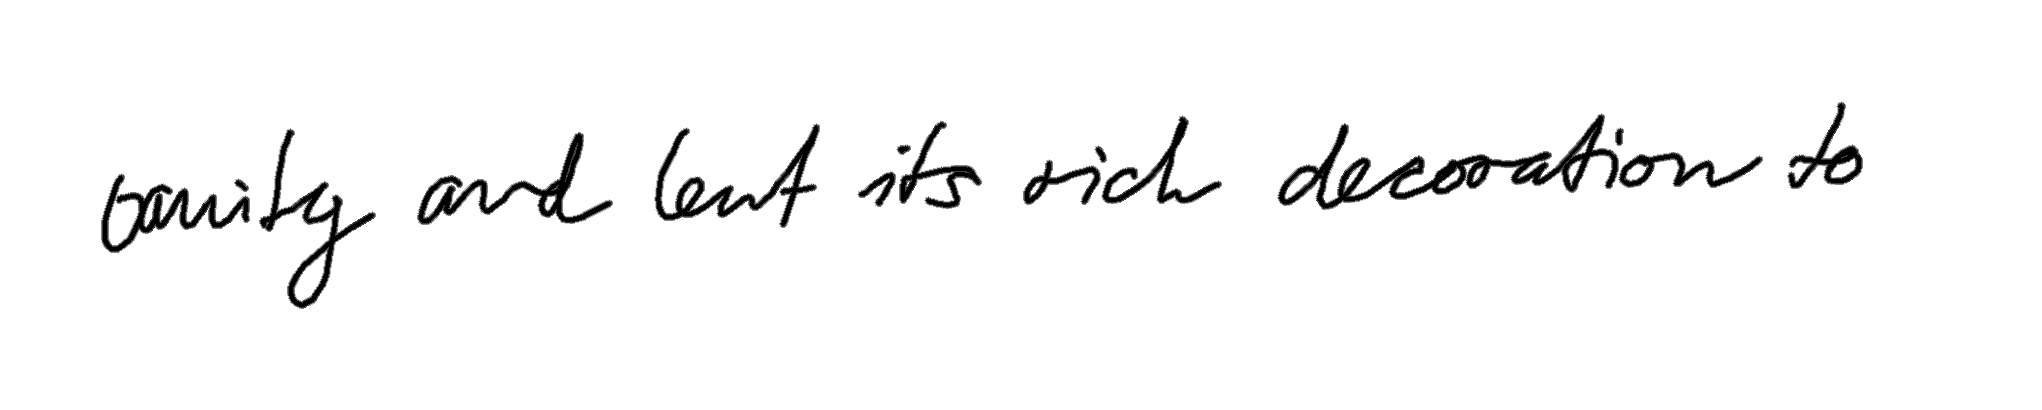 vanity and lent its rich decoration to